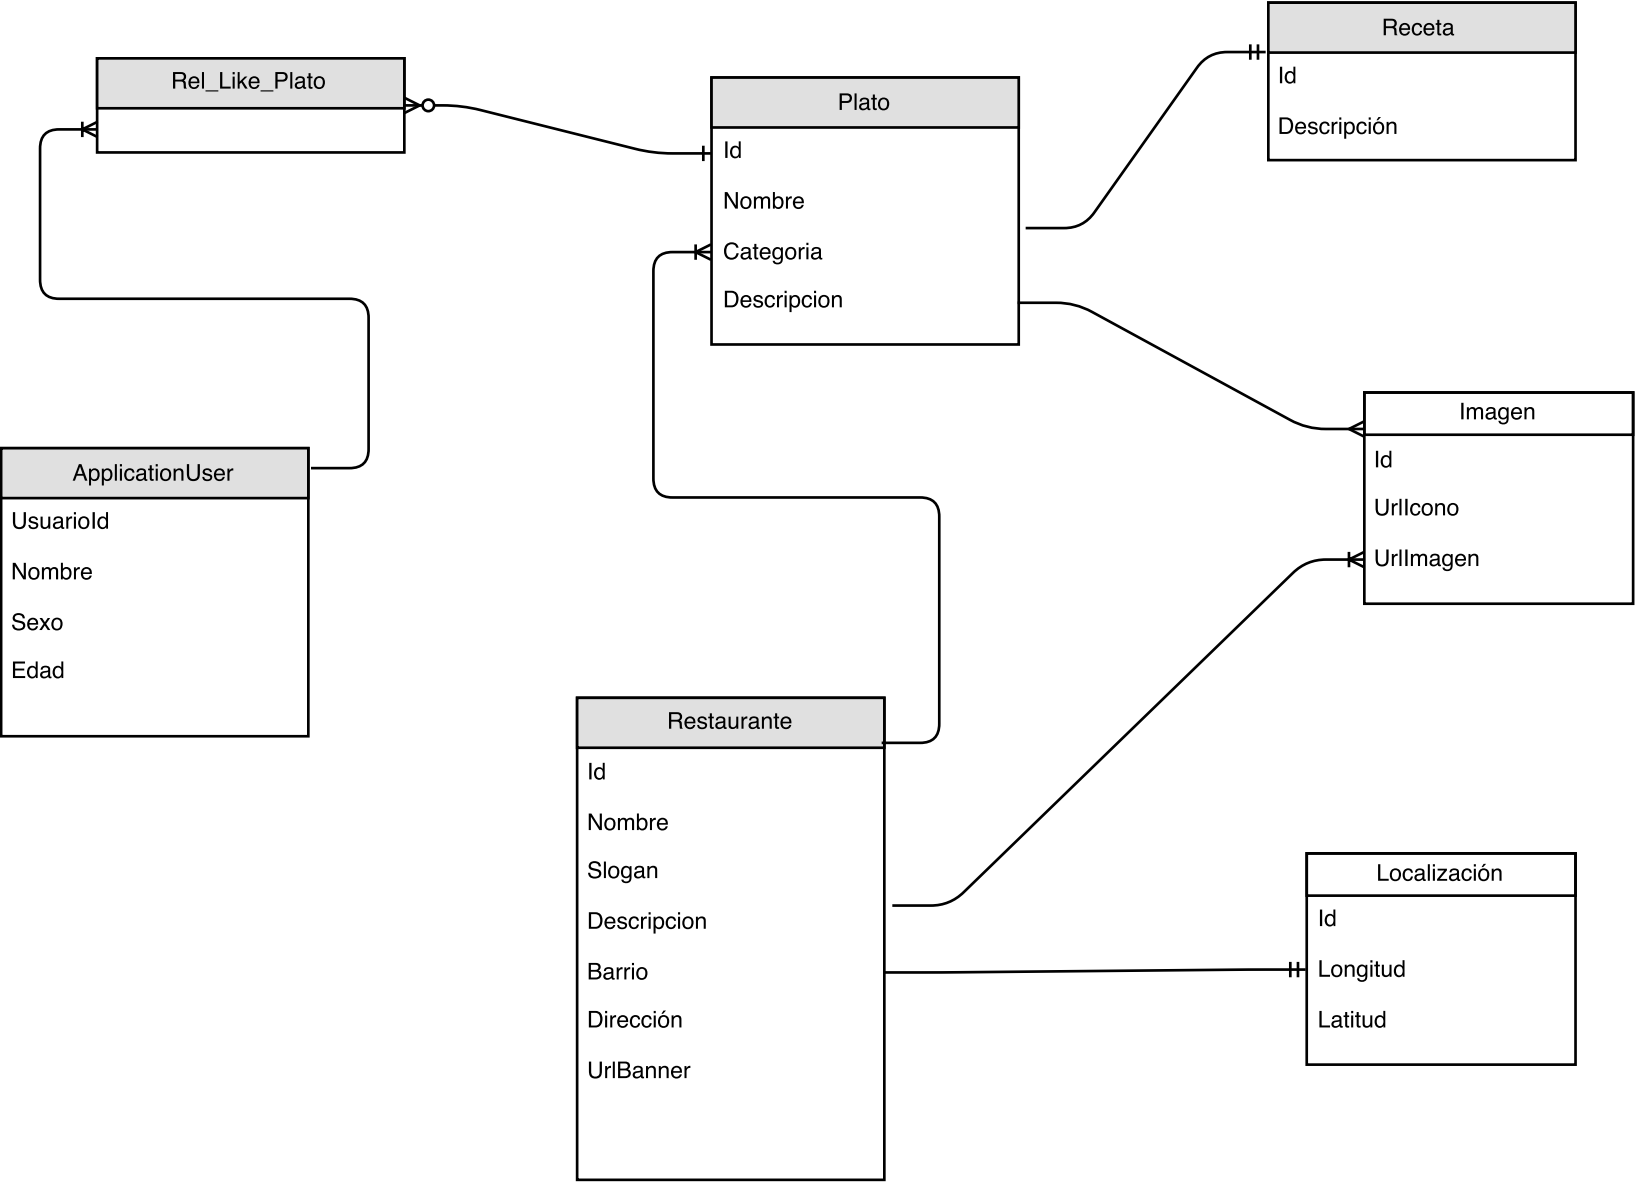 Receta
Id
Descripción
Rel_Like_Plato
Plato
Id
Nombre
Categoria
Descripcion
Imagen
Id
UrlIcono
UrlImagen
ApplicationUser
UsuarioId
Nombre
Sexo
Edad
Restaurante
Id
Nombre
Slogan
Descripcion
Barrio
Dirección
UrlBanner
Localización
Id
Longitud
Latitud